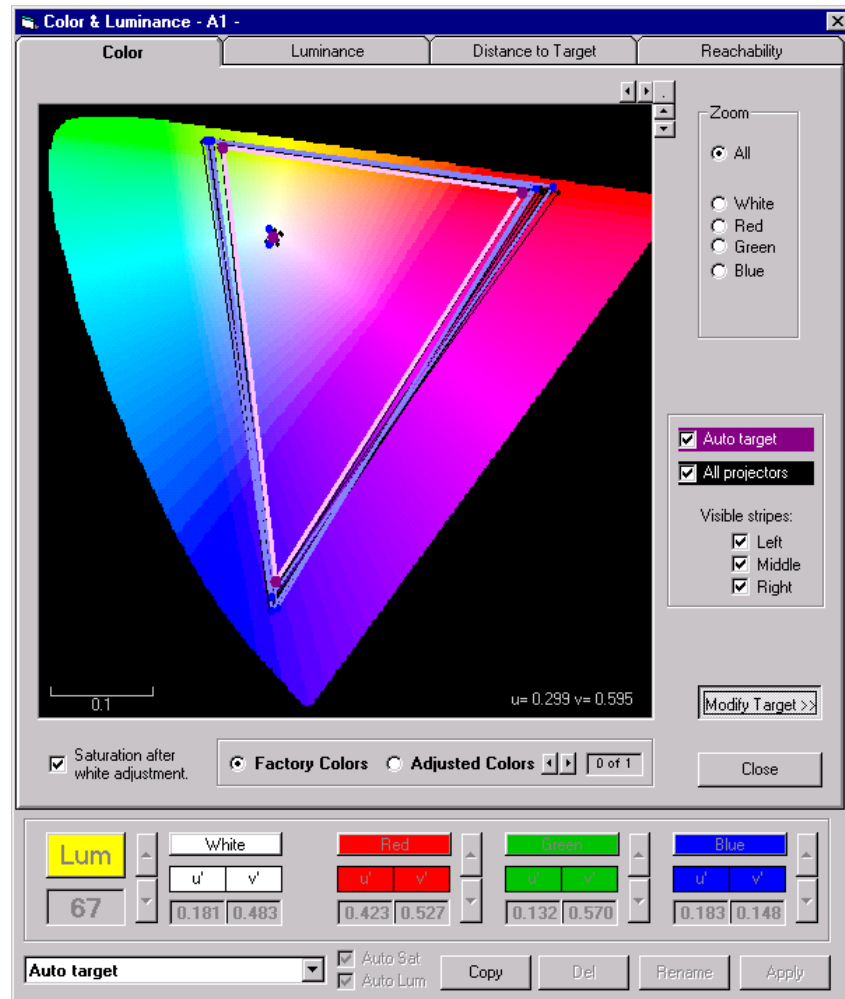 Color & Luminance - A1 -
Color Luminance Distance to Target Reachability
Zoom
All
White
Red
Green
Blue
Auto target
All projectors
Visible stripes:
Left
Middle
Right
0.1
u= 0.299 v= 0.595
Modify Target >>
Saturation after
white adjustment.
Factory Colors Adjusted Colors 0 of 1
Close
Lum White Red Green Blue
u' v' u' v' u' v' u' v'
67 0.181 0.483 0.423 0.527 0.132 0.570 0.183 0.148
Auto target
Auto Sat
Auto Lum
Copy Del Rename Apply